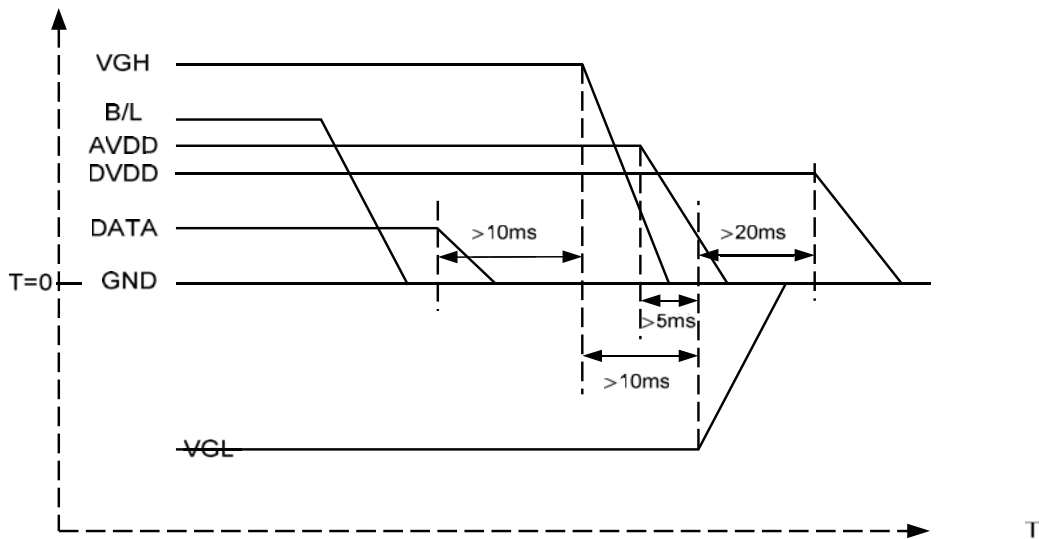 VGH
B/L
AVDD
DVDD
DATA
>10ms
>20ms
T=0
GND
>5ms
>10ms
VGL
T